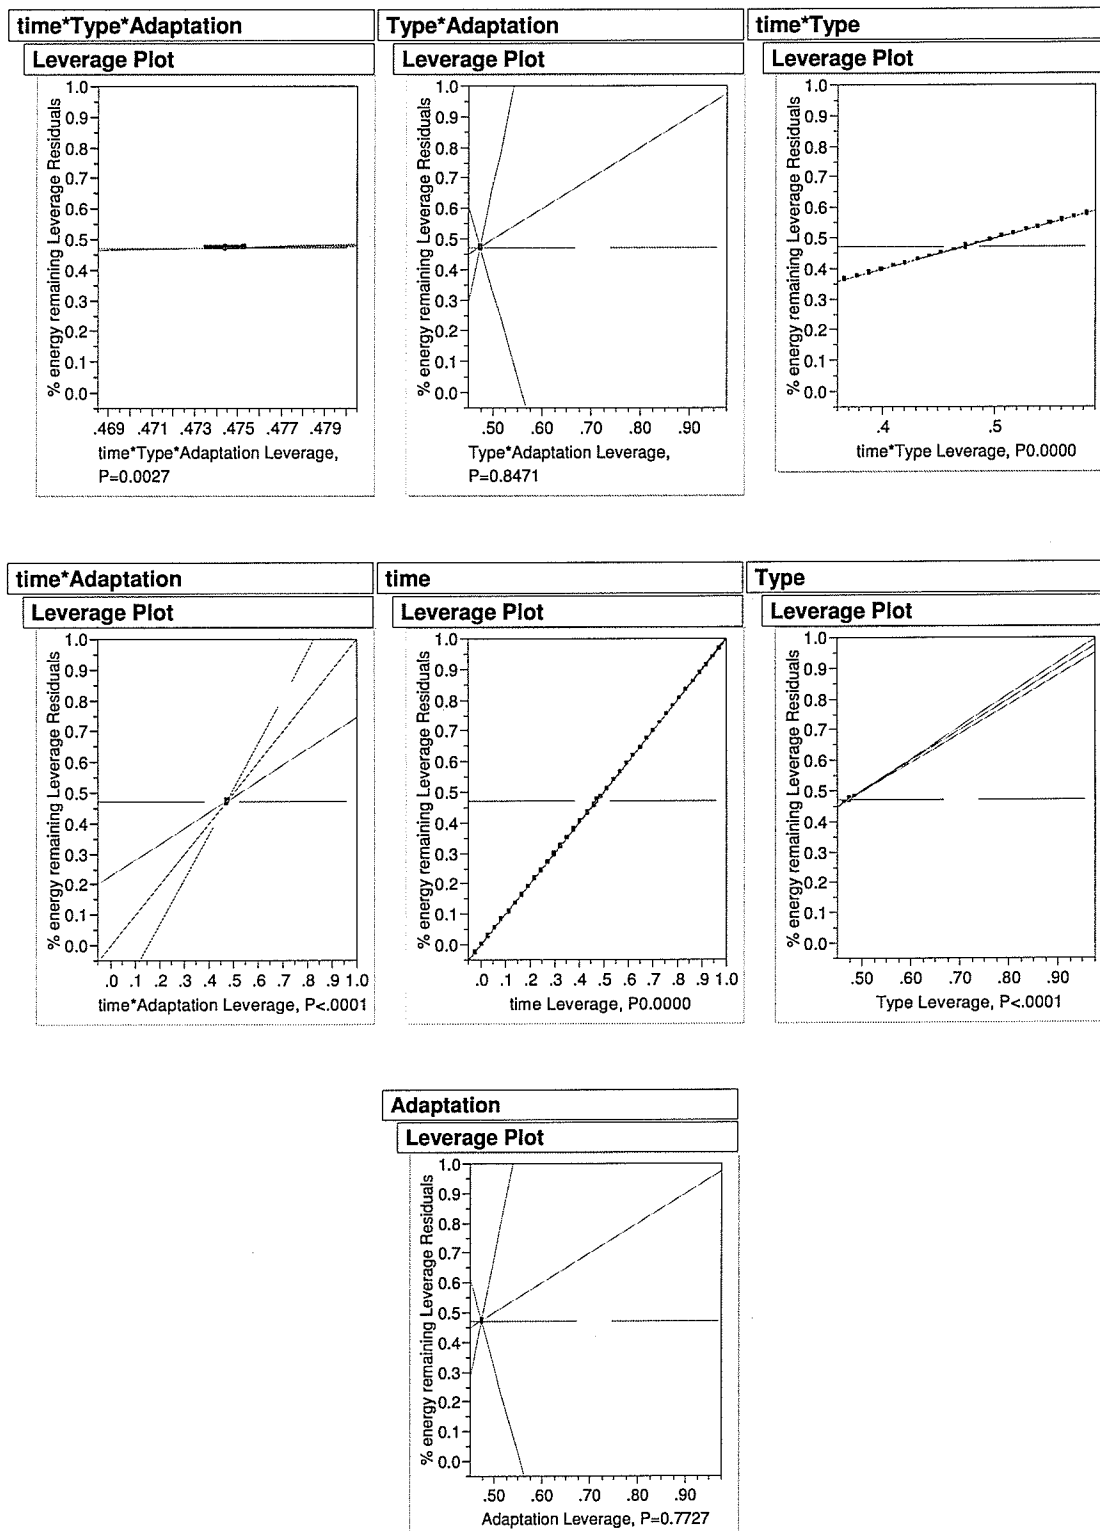 time*Type*Adaptation
Leverage Plot
% energy remaining Leverage Residuals
1.0
0.9
0.8
0.7
0.6
0.5
0.4
0.3
0.2
0.1
0.0
.469 .471 .473 .475 .477 .479
time*Type*Adaptation Leverage,
P=0.0027
Type*Adaptation
Leverage Plot
% energy remaining Leverage Residuals
1.0
0.9
0.8
0.7
0.6
0.5
0.4
0.3
0.2
0.1
0.0
.50 .60 .70 .80 .90
Type*Adaptation Leverage,
P=0.8471
time*Type
Leverage Plot
% energy remaining Leverage Residuals
1.0
0.9
0.8
0.7
0.6
0.5
0.4
0.3
0.2
0.1
0.0
.4 .5
time*Type Leverage, P0.0000
time*Adaptation
Leverage Plot
% energy remaining Leverage Residuals
1.0
0.9
0.8
0.7
0.6
0.5
0.4
0.3
0.2
0.1
0.0
.0 .1 .2 .3 .4 .5 .6 .7 .8 .9 1.0
time*Adaptation Leverage, P<.0001
time
Leverage Plot
% energy remaining Leverage Residuals
1.0
0.9
0.8
0.7
0.6
0.5
0.4
0.3
0.2
0.1
0.0
.0 .1 .2 .3 .4 .5 .6 .7 .8 .9 1.0
time Leverage, P0.0000
Type
Leverage Plot
% energy remaining Leverage Residuals
1.0
0.9
0.8
0.7
0.6
0.5
0.4
0.3
0.2
0.1
0.0
.50 .60 .70 .80 .90
Type Leverage, P<.0001
Adaptation
Leverage Plot
% energy remaining Leverage Residuals
1.0
0.9
0.8
0.7
0.6
0.5
0.4
0.3
0.2
0.1
0.0
.50 .60 .70 .80 .90
Adaptation Leverage, P=0.7727